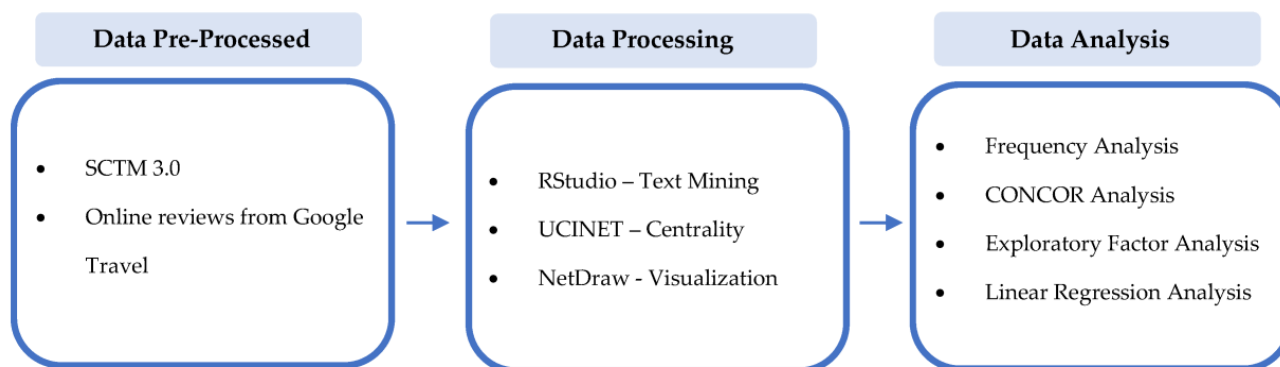 Data Pre-Processed
• SCTM 3.0
• Online reviews from Google
Travel
Data Processing
• RStudio – Text Mining
• UCINET – Centrality
• NetDraw - Visualization
Data Analysis
• Frequency Analysis
• CONCOR Analysis
• Exploratory Factor Analysis
• Linear Regression Analysis